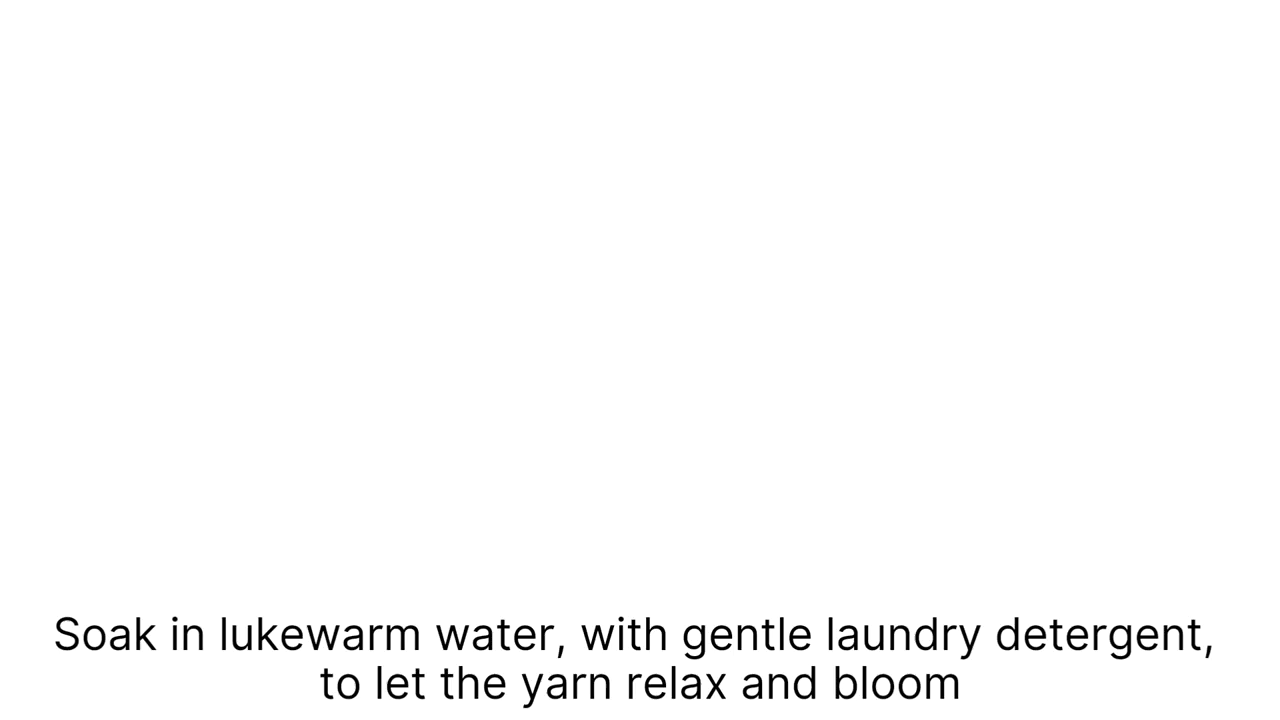 Soak in lukewarm water, with gentle laundry detergent,
to let the yarn relax and bloom